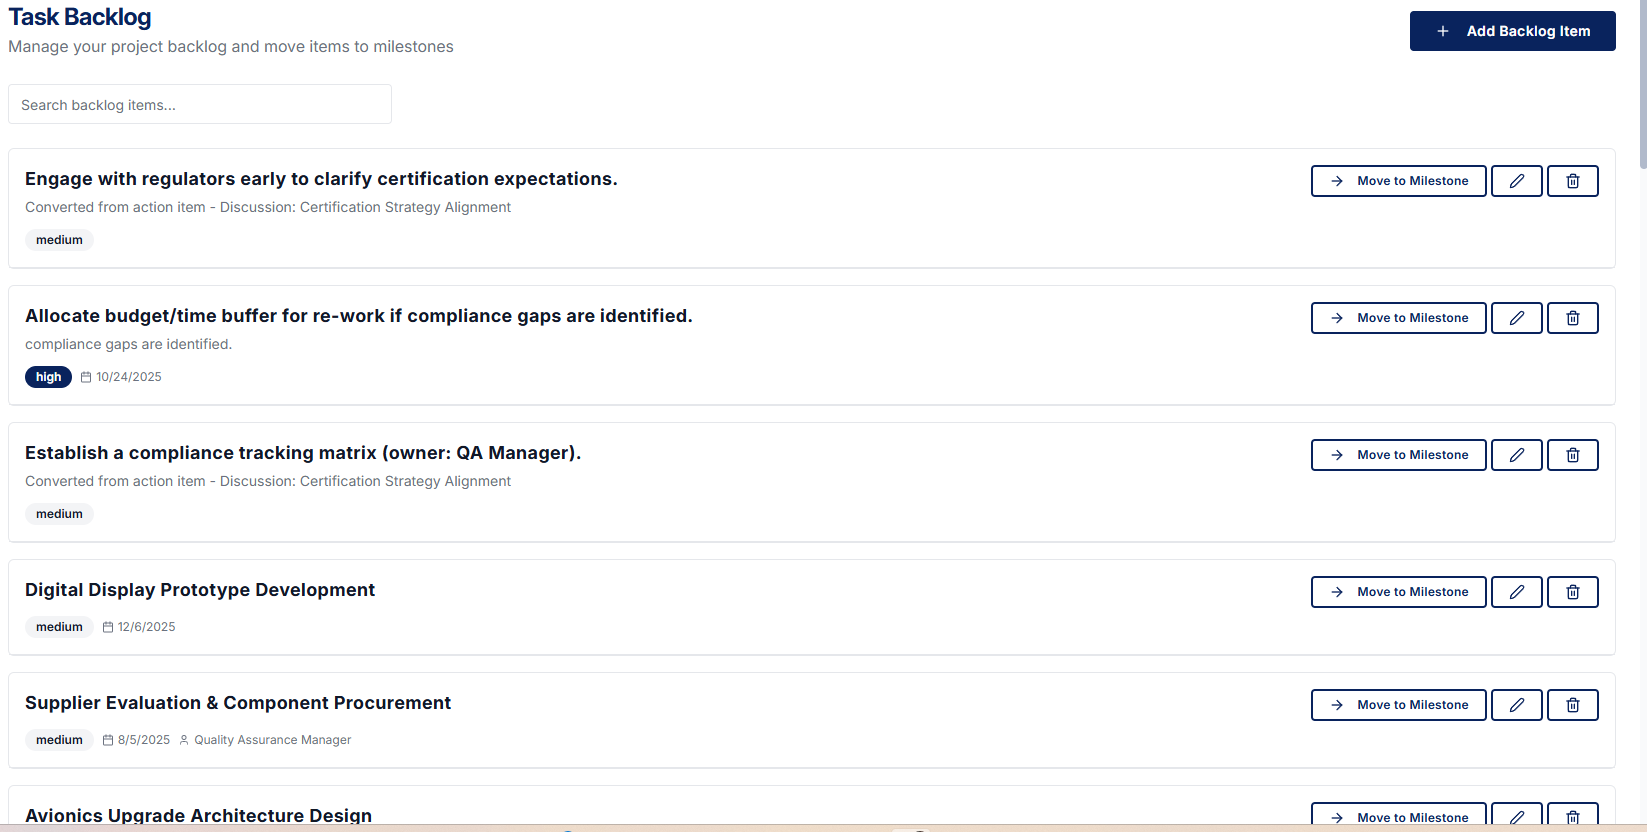 Task Backlog
Manage your project backlog and move items to milestones
Add Backlog Item
Search backlog items...
Engage with regulators early to clarify certification expectations.
Move to Milestone
Converted from action item - Discussion: Certification Strategy Alignment
medium
Allocate budget/time buffer for re-work if compliance gaps are identified.
Move to Milestone
compliance gaps are identified.
high 10/24/2025
Establish a compliance tracking matrix (owner: QA Manager).
Move to Milestone
Converted from action item - Discussion: Certification Strategy Alignment
medium
Digital Display Prototype Development
Move to Milestone
medium 12/6/2025
Supplier Evaluation & Component Procurement
Move to Milestone
medium 8/5/2025 Quality Assurance Manager
Avionics Upgrade Architecture Design
Move to Milestone